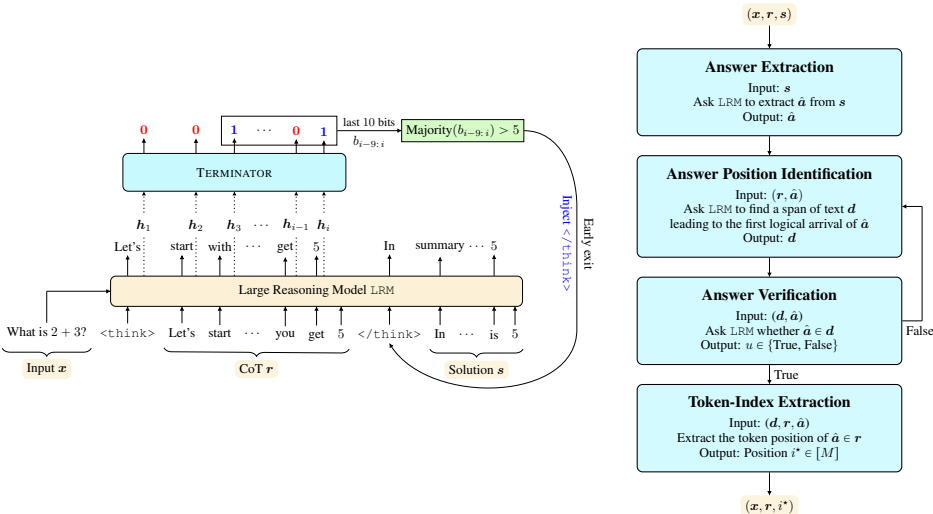 0 0 1 ⋯ 0 1
last 10 bits
b_{i−9: i}
Majority(b_{i−9: i}) > 5
TERMINATOR
h_1 h_2 h_3 ⋯ h_{i−1} h_i
Let's start with ⋯ get 5 In summary ⋯ 5
Large Reasoning Model LRM
What is 2 + 3? <think> Let's start ⋯ you get 5 </think> In ⋯ is 5
Input x
CoT r
Solution s
Inject </think>
Early exit
(x, r, s)
Answer Extraction
Input: s
Ask LRM to extract â from s
Output: â
Answer Position Identification
Input: (r, â)
Ask LRM to find a span of text d
leading to the first logical arrival of â
Output: d
Answer Verification
Input: (d, â)
Ask LRM whether â ∈ d
Output: u ∈ {True, False}
False
True
Token-Index Extraction
Input: (d, r, â)
Extract the token position of â ∈ r
Output: Position i⋆ ∈ [M]
(x, r, i⋆)